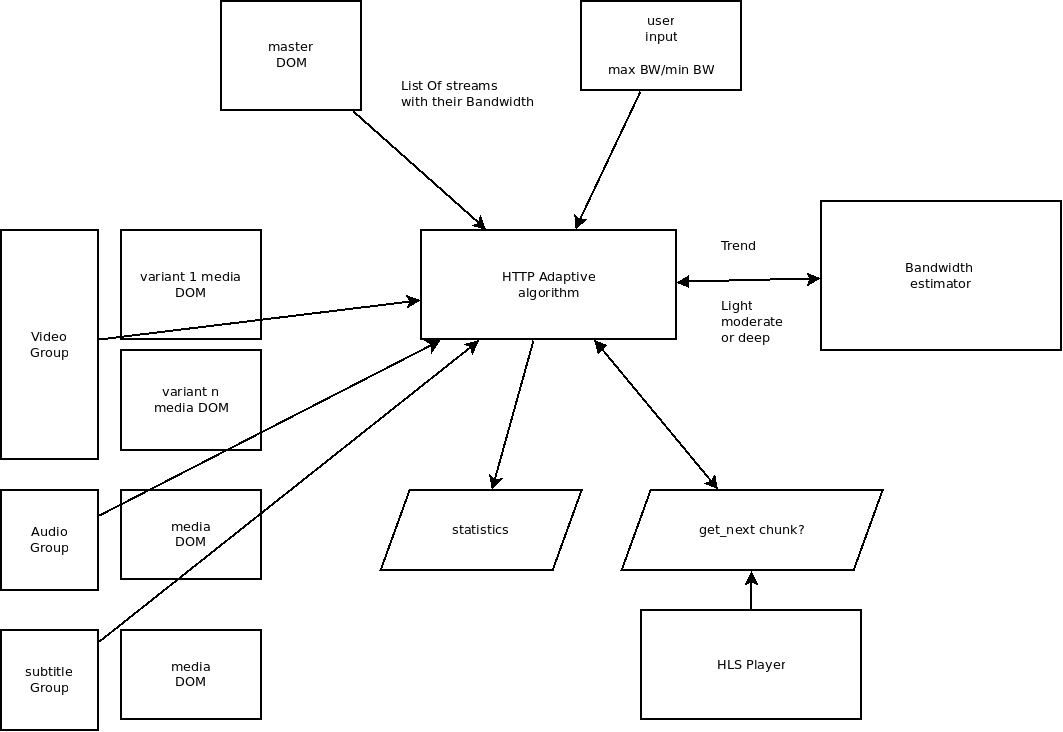 master
DOM
user
input
max BW/min BW
List Of streams
with their Bandwidth
Video
Group
variant 1 media
DOM
variant n
media DOM
HTTP Adaptive
algorithm
Trend
Light
moderate
or deep
Bandwidth
estimator
Audio
Group
media
DOM
statistics
get_next chunk?
subtitle
Group
media
DOM
HLS Player